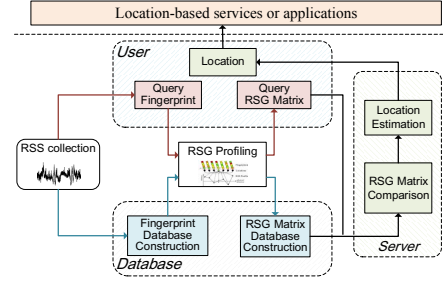 Location-based services or applications
User
Location
Query
Fingerprint
Query
RSG Matrix
RSS collection
RSG Profiling
Location
Estimation
RSG Matrix
Comparison
Server
Fingerprint
Database
Construction
RSG Matrix
Database
Construction
Database